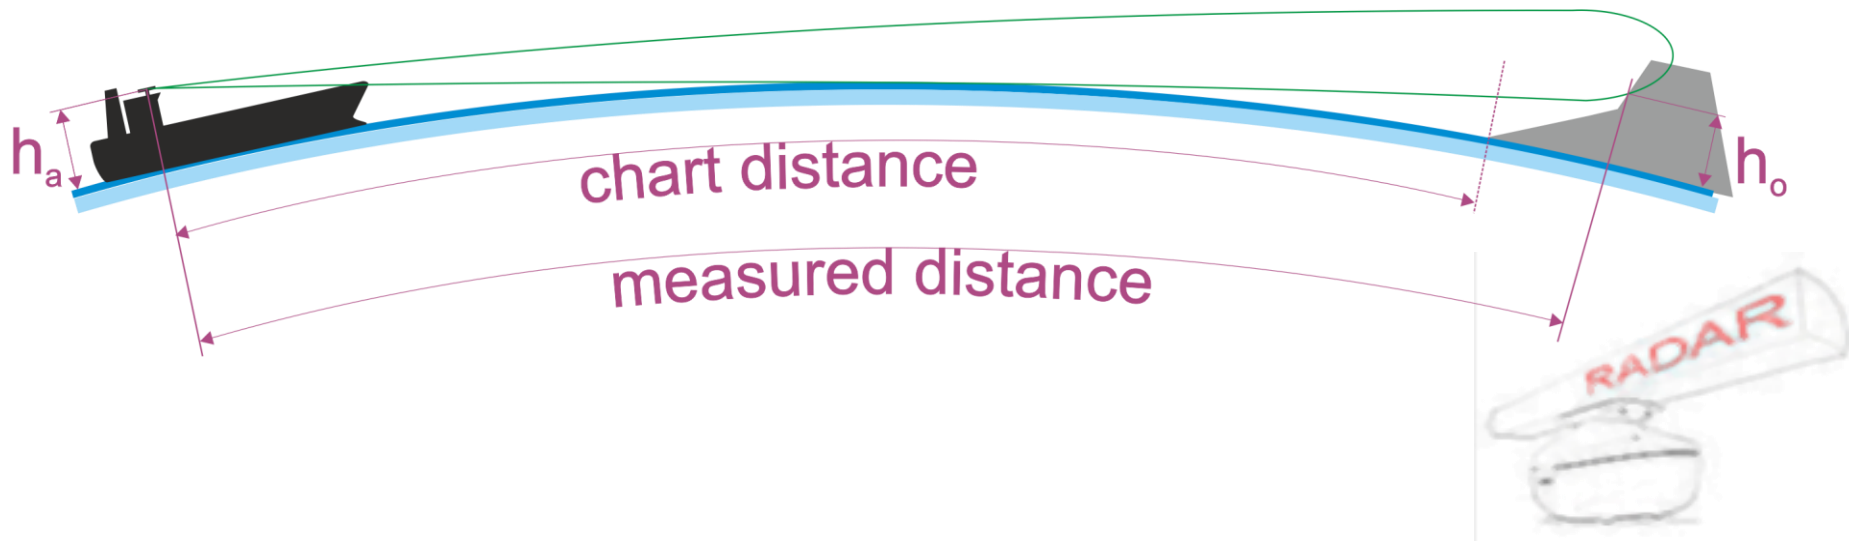 hₐ
chart distance
hₒ
measured distance
RADAR